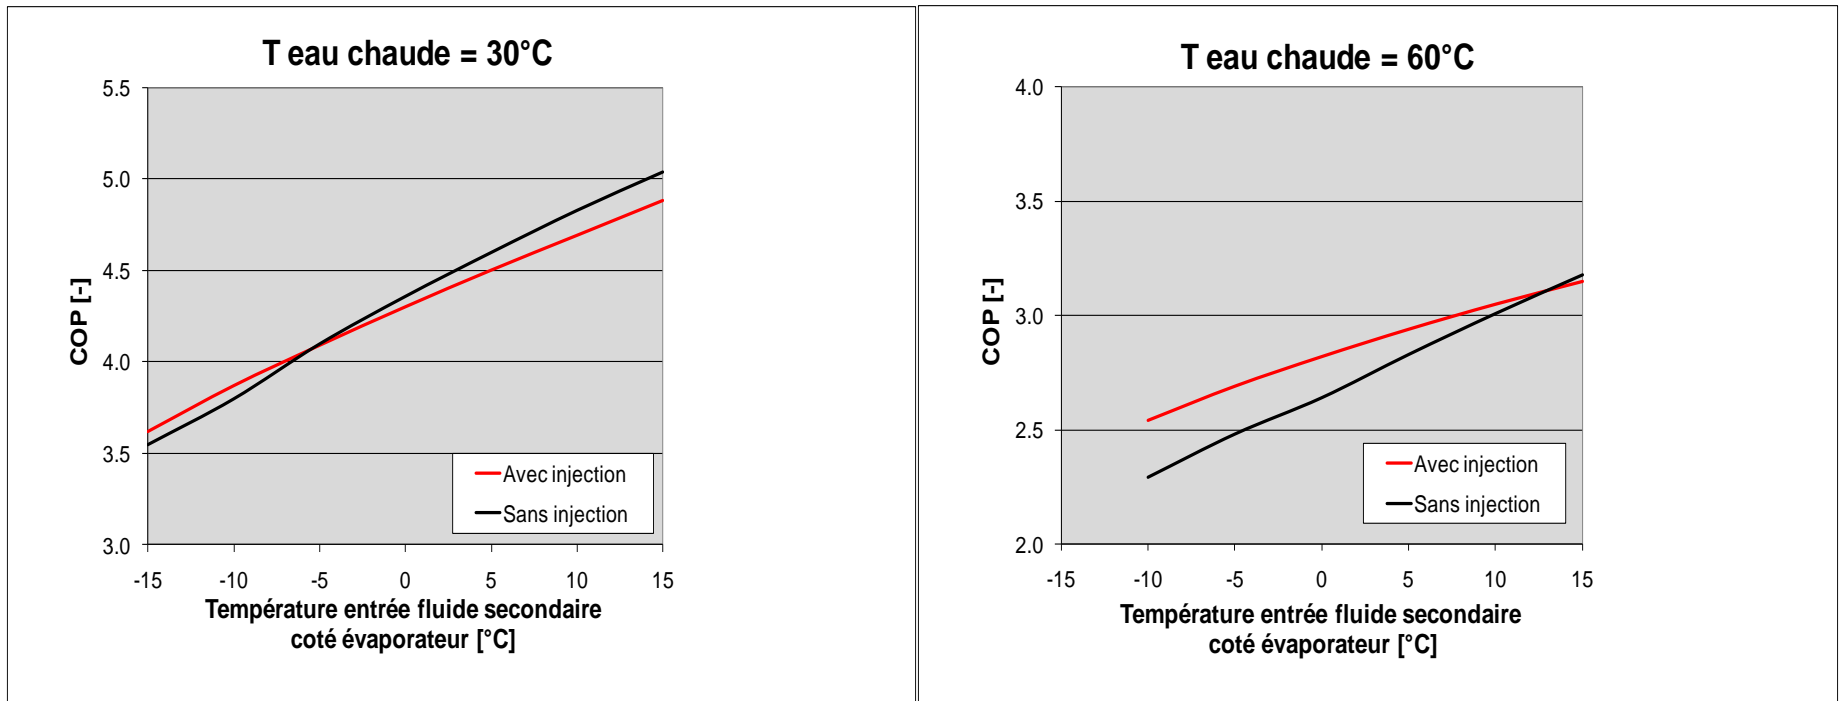 T eau chaude = 30°C
5.5
5.0
4.5
4.0
3.5
3.0
COP [-]
-15 -10 -5 0 5 10 15
Température entrée fluide secondaire
coté évaporateur [°C]
Avec injection
Sans injection
T eau chaude = 60°C
4.0
3.5
3.0
2.5
2.0
COP [-]
-15 -10 -5 0 5 10 15
Température entrée fluide secondaire
coté évaporateur [°C]
Avec injection
Sans injection